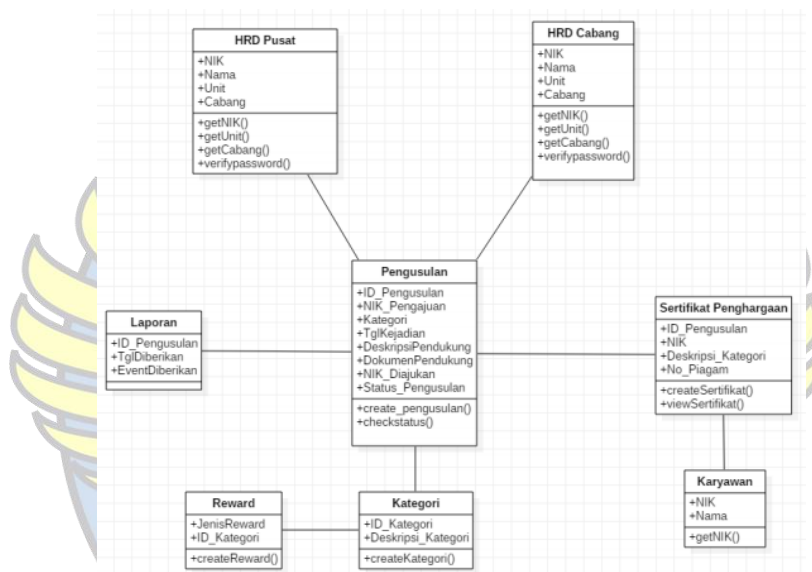 HRD Pusat
+NIK
+Nama
+Unit
+Cabang
+getNIK()
+getUnit()
+getCabang()
+verifypassword()
HRD Cabang
+NIK
+Nama
+Unit
+Cabang
+getNIK()
+getUnit()
+getCabang()
+verifypassword()
Pengusulan
+ID_Pengusulan
+NIK_Pengajuan
+Kategori
+TglKejadian
+DeskripsiPendukung
+DokumenPendukung
+NIK_Diajukan
+Status_Pengusulan
+create_pengusulan()
+checkstatus()
Laporan
+ID_Pengusulan
+TglDiberikan
+EventDiberikan
Sertifikat Penghargaan
+ID_Pengusulan
+NIK
+Deskripsi_Kategori
+No_Piagam
+createSertifikat()
+viewSertifikat()
Reward
+JenisReward
+ID_Kategori
+createReward()
Kategori
+ID_Kategori
+Deskripsi_Kategori
+createKategori()
Karyawan
+NIK
+Nama
+getNIK()